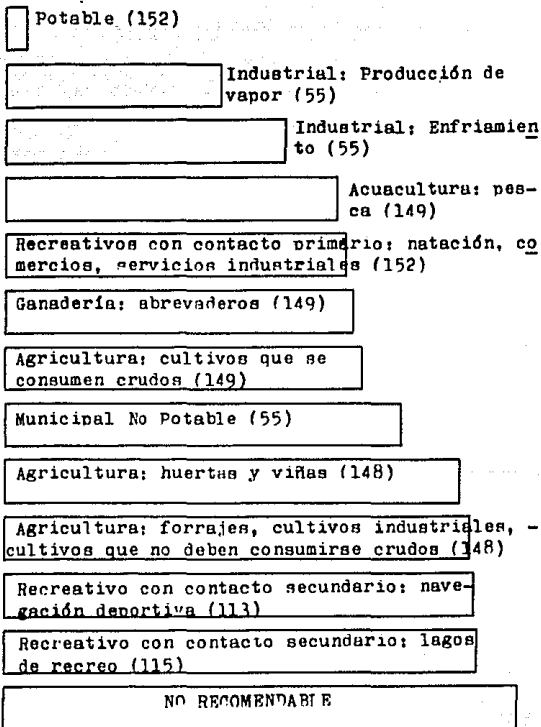 Potable (152)
Industrial: Producción de
vapor (55)
Industrial: Enfriamien
to (55)
Acuacultura: pes-
ca (149)
Recreativos con contacto primario: natación, co
mercios, servicios industriales (152)
Ganadería: abrevaderos (149)
Agricultura: cultivos que se
consumen crudos (149)
Municipal No Potable (55)
Agricultura: huertas y viñas (148)
Agricultura: forrajes, cultivos industriales, -
cultivos que no deben consumirse crudos (148)
Recreativo con contacto secundario: nave-
gación deportiva (113)
Recreativo con contacto secundario: lagos
de recreo (115)
NO RECOMENDABLE